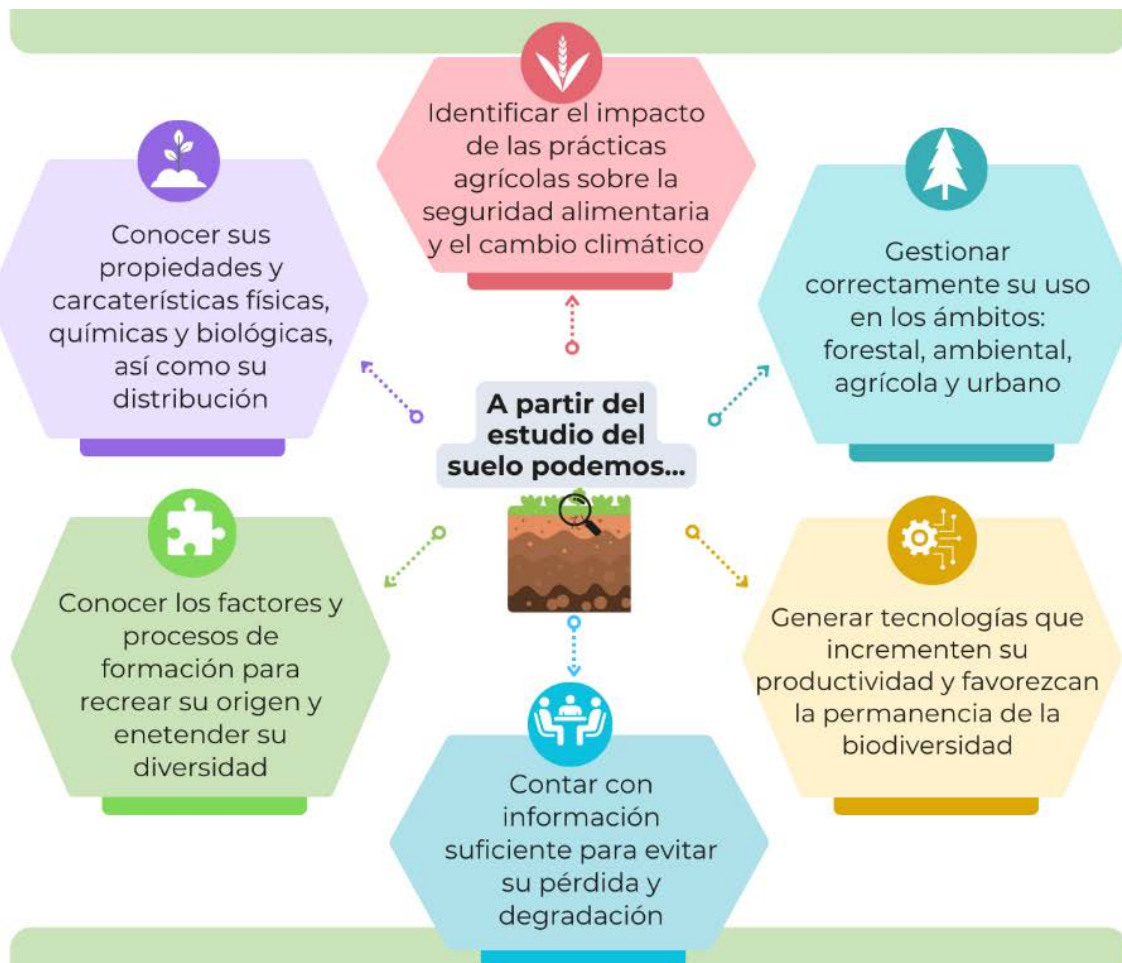 Identificar el impacto
de las prácticas
agrícolas sobre la
seguridad alimentaria
y el cambio climático
Conocer sus
propiedades y
carcaterísticas físicas,
químicas y biológicas,
así como su
distribución
Gestionar
correctamente su uso
en los ámbitos:
forestal, ambiental,
agrícola y urbano
A partir del
estudio del
suelo podemos...
Conocer los factores y
procesos de
formación para
recrear su origen y
enetender su
diversidad
Generar tecnologías que
incrementen su
productividad y favorezcan
la permanencia de la
biodiversidad
Contar con
información
suficiente para evitar
su pérdida y
degradación